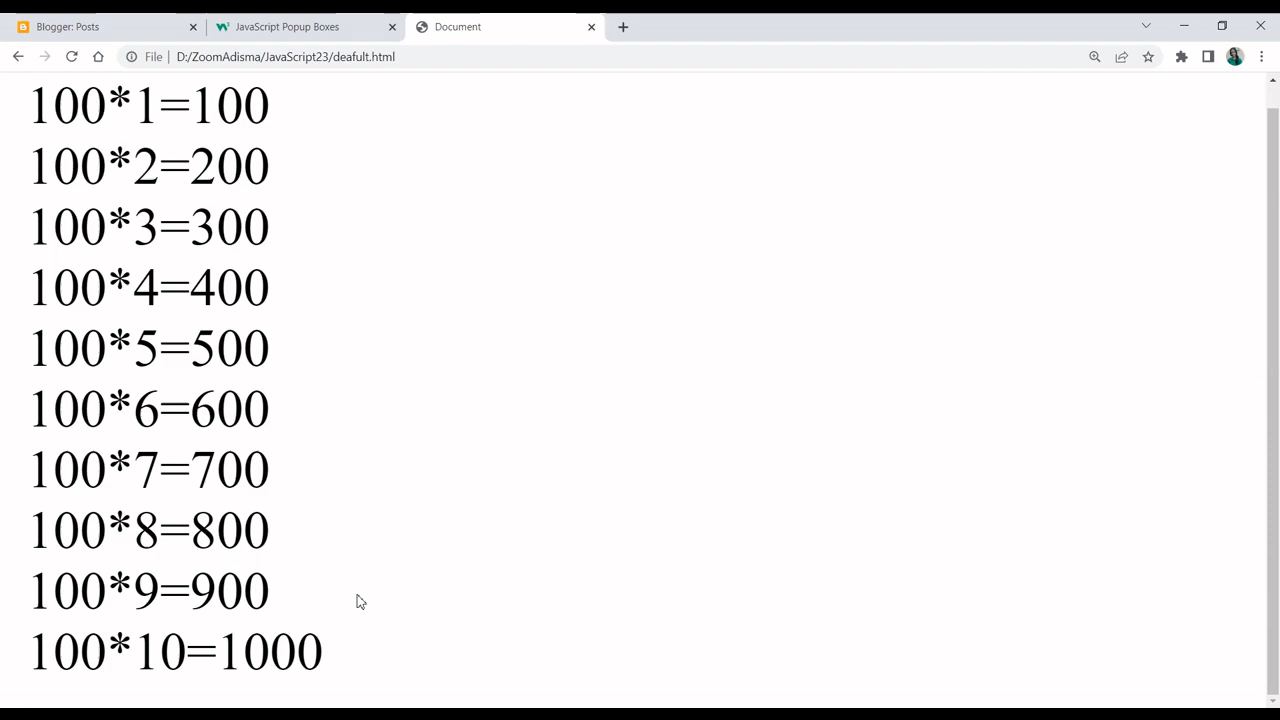 Blogger: Posts
JavaScript Popup Boxes
Document
File
D:/ZoomAdisma/JavaScript23/deafult.html
100*1=100
100*2=200
100*3=300
100*4=400
100*5=500
100*6=600
100*7=700
100*8=800
100*9=900
100*10=1000